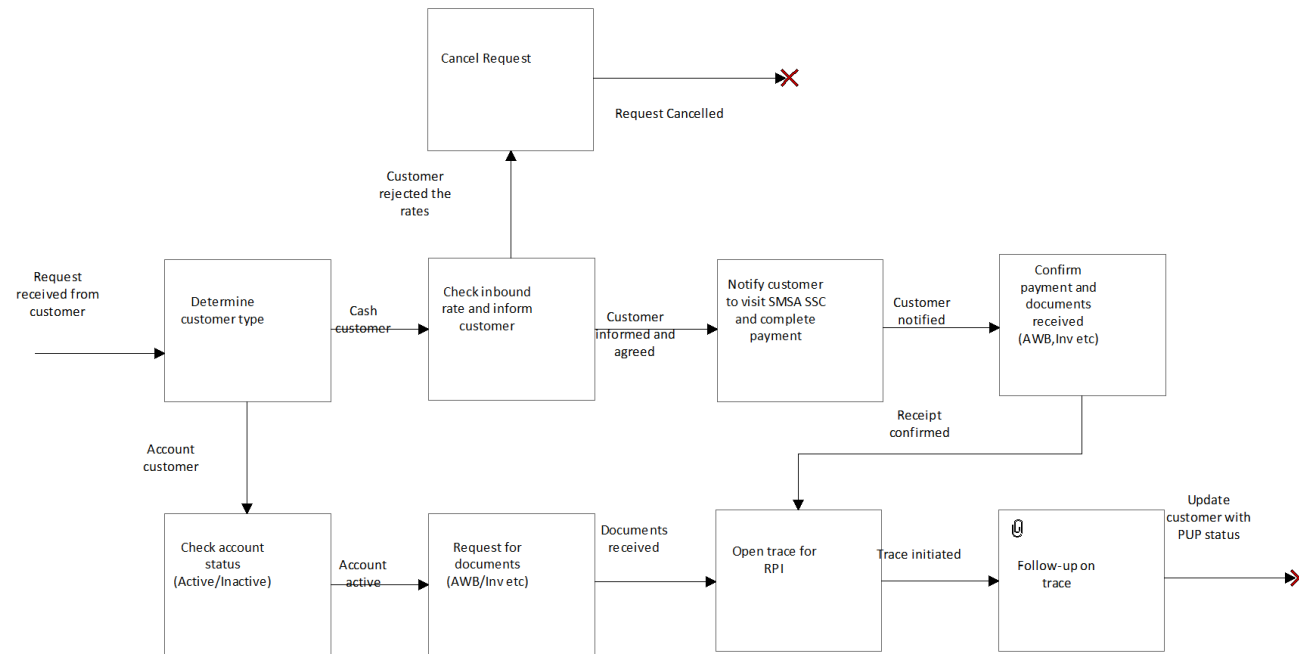 Cancel Request
Request Cancelled
Customer
rejected the
rates
Request
received from
customer
Determine
customer type
Cash
customer
Check inbound
rate and inform
customer
Customer
informed and
agreed
Notify customer
to visit SMSA SSC
and complete
payment
Customer
notified
Confirm
payment and
documents
received
(AWB,Inv etc)
Receipt
confirmed
Account
customer
Check account
status
(Active/Inactive)
Account
active
Request for
documents
(AWB/Inv etc)
Documents
received
Open trace for
RPI
Trace initiated
Follow-up on
trace
Update
customer with
PUP status